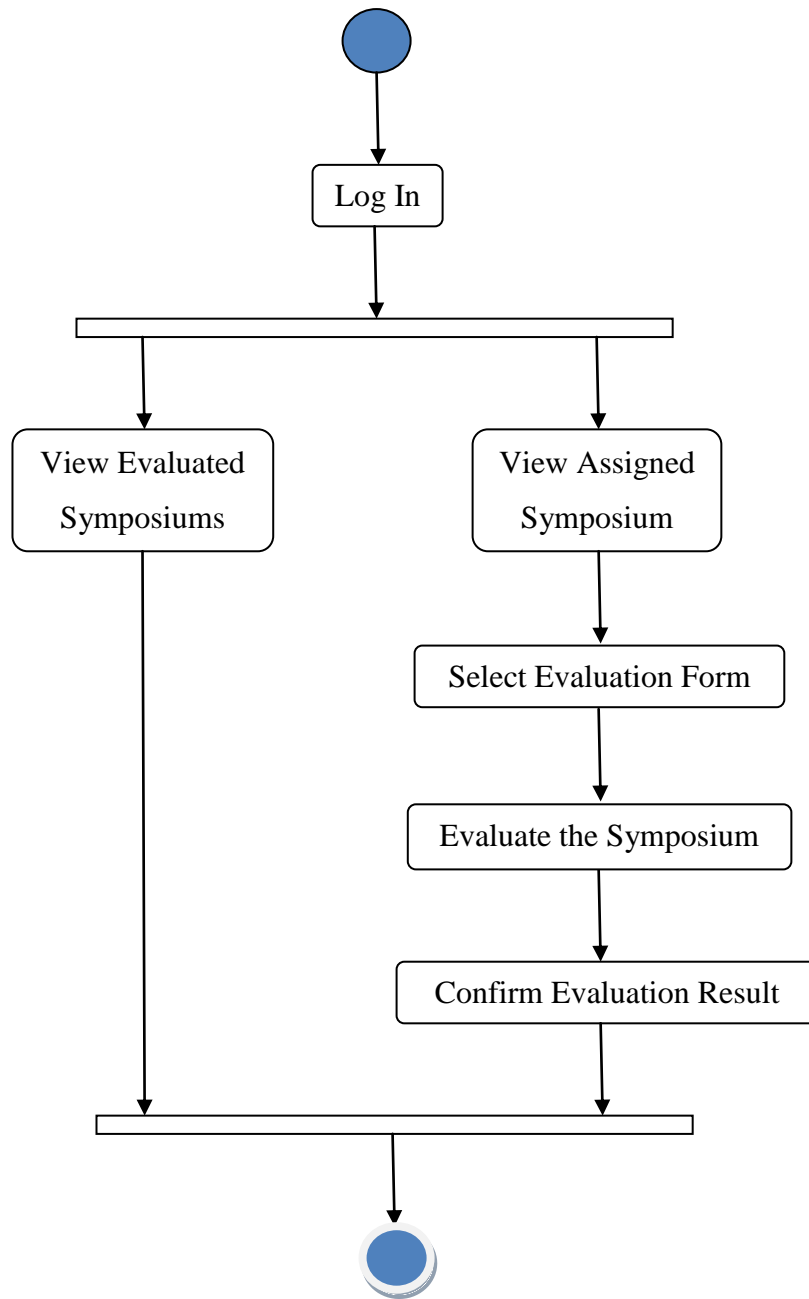 Log In
View Evaluated
Symposiums
View Assigned
Symposium
Select Evaluation Form
Evaluate the Symposium
Confirm Evaluation Result